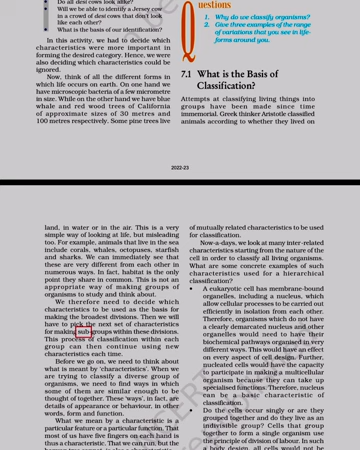 Do all desi cows look alike?
Will we be able to identify a Jersey cow
in a crowd of desi cows that don't look
like each other?
What is the basis of our identification?
In this activity, we had to decide which
characteristics were more important in
forming the desired category. Hence, we were
also deciding which characteristics could be
ignored.
Now, think of all the different forms in
which life occurs on earth. On one hand we
have microscopic bacteria of a few micrometre
in size. While on the other hand we have blue
whale and red wood trees of California
of approximate sizes of 30 metres and
100 metres respectively. Some pine trees live
Questions
1. Why do we classify organisms?
2. Give three examples of the range
of variations that you see in life-
forms around you.
7.1 What is the Basis of
Classification?
Attempts at classifying living things into
groups have been made since time
immemorial. Greek thinker Aristotle classified
animals according to whether they lived on
2022-23
land, in water or in the air. This is a very
simple way of looking at life, but misleading
too. For example, animals that live in the sea
include corals, whales, octopuses, starfish
and sharks. We can immediately see that
these are very different from each other in
numerous ways. In fact, habitat is the only
point they share in common. This is not an
appropriate way of making groups of
organisms to study and think about.
We therefore need to decide which
characteristics to be used as the basis for
making the broadest divisions. Then we will
have to pick the next set of characteristics
for making sub-groups within these divisions.
This process of classification within each
group can then continue using new
characteristics each time.
Before we go on, we need to think about
what is meant by 'characteristics'. When we
are trying to classify a diverse group of
organisms, we need to find ways in which
some of them are similar enough to be
thought of together. These 'ways', in fact, are
details of appearance or behaviour, in other
words, form and function.
What we mean by a characteristic is a
particular feature or a particular function. That
most of us have five fingers on each hand is
thus a characteristic. That we can run, but the
of mutually related characteristics to be used
for classification.
Now-a-days, we look at many inter-related
characteristics starting from the nature of the
cell in order to classify all living organisms.
What are some concrete examples of such
characteristics used for a hierarchical
classification?
• A eukaryotic cell has membrane-bound
organelles, including a nucleus, which
allow cellular processes to be carried out
efficiently in isolation from each other.
Therefore, organisms which do not have
a clearly demarcated nucleus and other
organelles would need to have their
biochemical pathways organised in very
different ways. This would have an effect
on every aspect of cell design. Further,
nucleated cells would have the capacity
to participate in making a multicellular
organism because they can take up
specialised functions. Therefore, nucleus
can be a basic characteristic of
classification.
• Do the cells occur singly or are they
grouped together and do they live as an
indivisible group? Cells that group
together to form a single organism use
the principle of division of labour. In such
a body design, all cells would not be